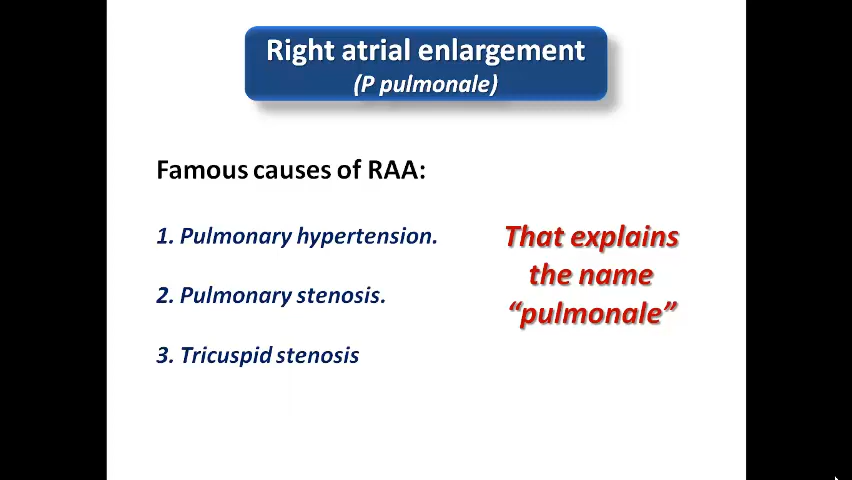 Right atrial enlargement
(P pulmonale)
Famous causes of RAA:
1. Pulmonary hypertension.
2. Pulmonary stenosis.
3. Tricuspid stenosis
That explains
the name
“pulmonale”